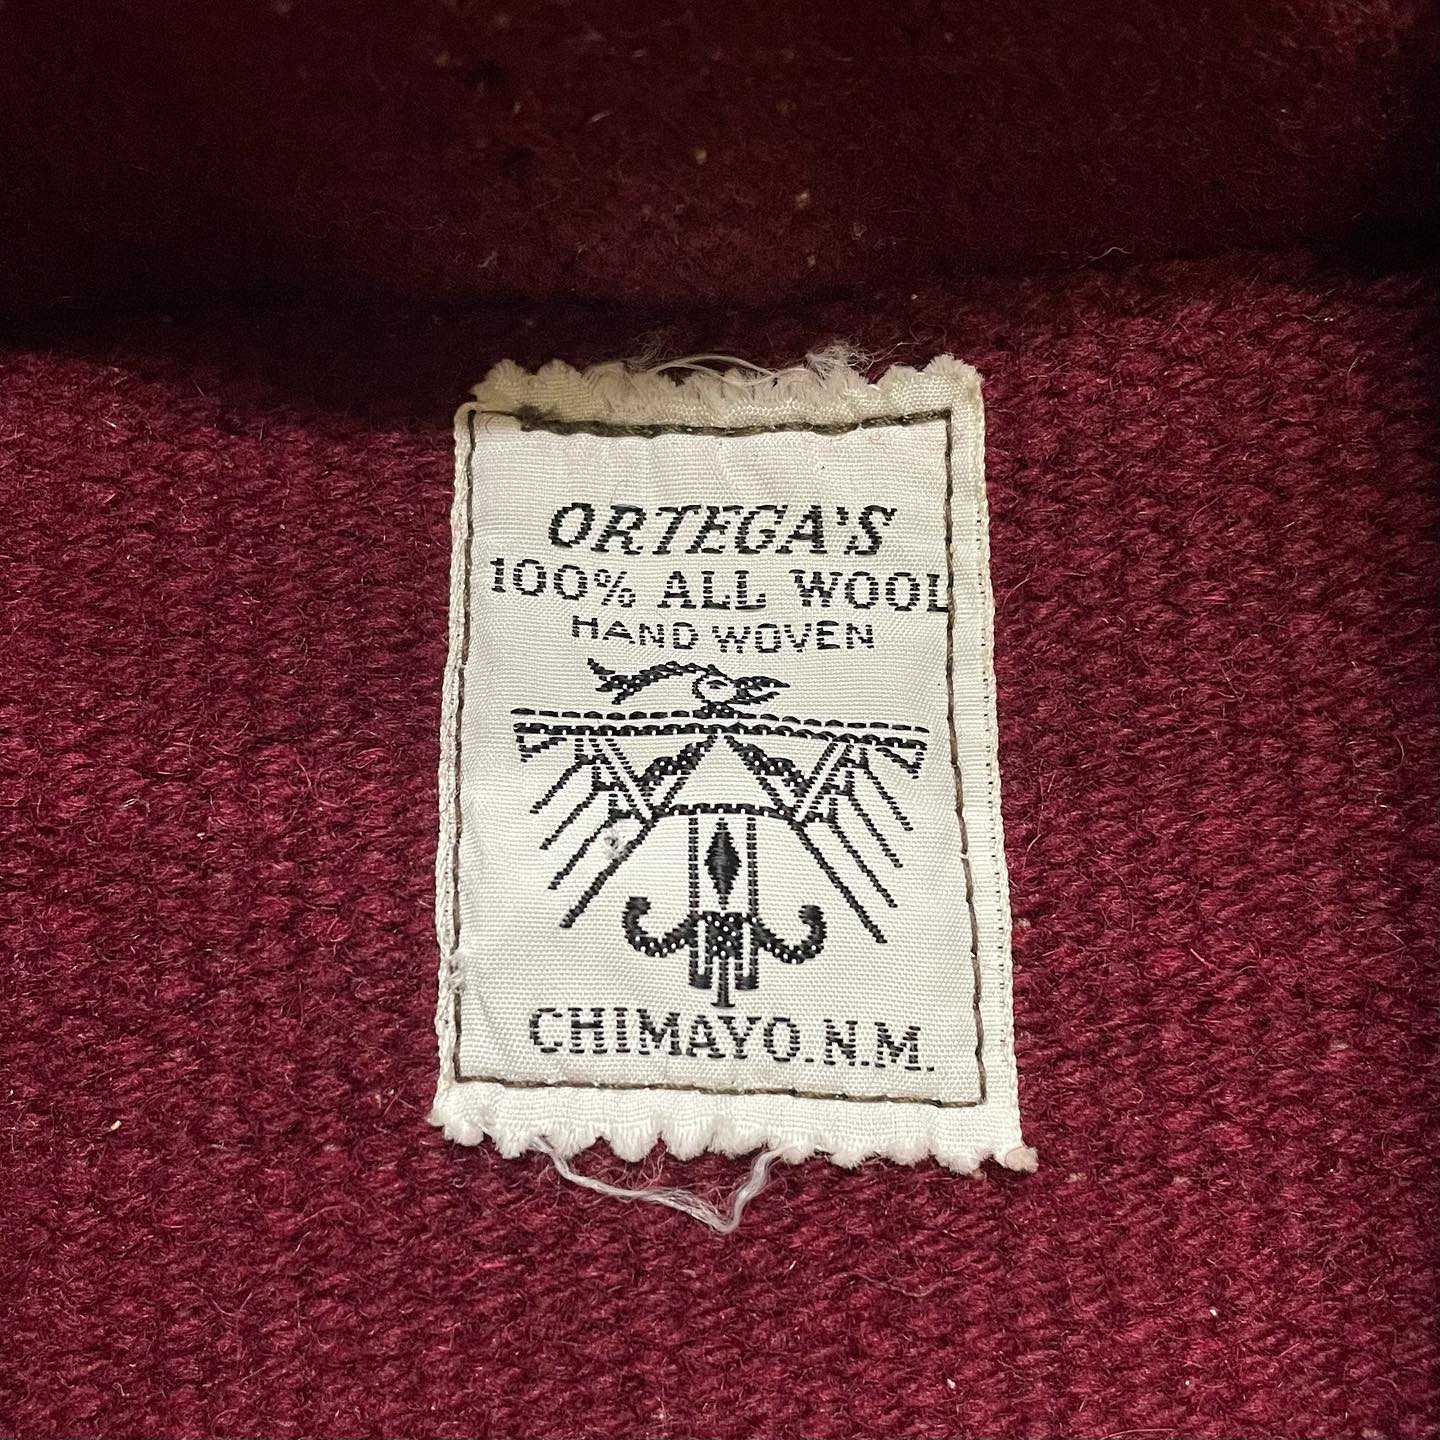 ORTEGA'S
100% ALL WOOL
HAND WOVEN
CHIMAYO.N.M.